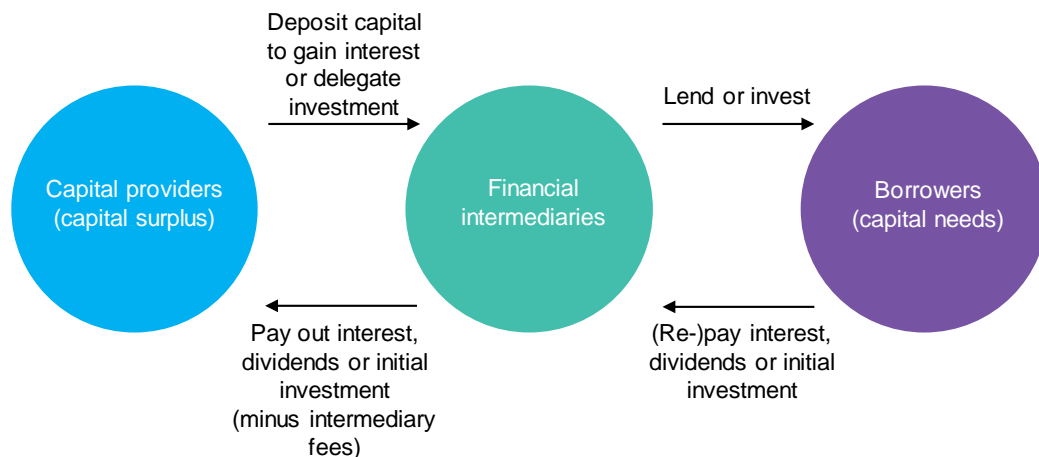 Deposit capital
to gain interest
or delegate
investment
Lend or invest
Capital providers
(capital surplus)
Financial
intermediaries
Borrowers
(capital needs)
Pay out interest,
dividends or initial
investment
(minus intermediary
fees)
(Re-)pay interest,
dividends or initial
investment